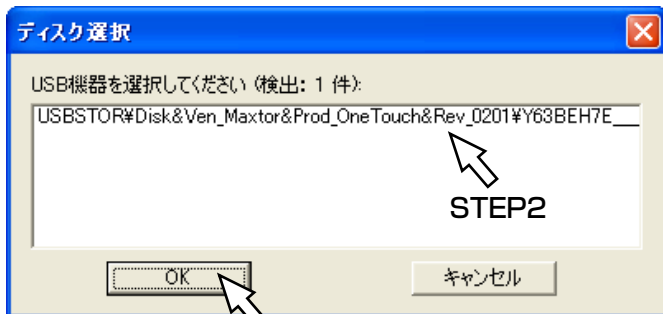 ディスク選択
USB機器を選択してください（検出: 1 件）:
USBSTOR¥Disk&Ven_Maxtor&Prod_OneTouch&Rev_0201¥Y63BEH7E___
STEP2
OK キャンセル